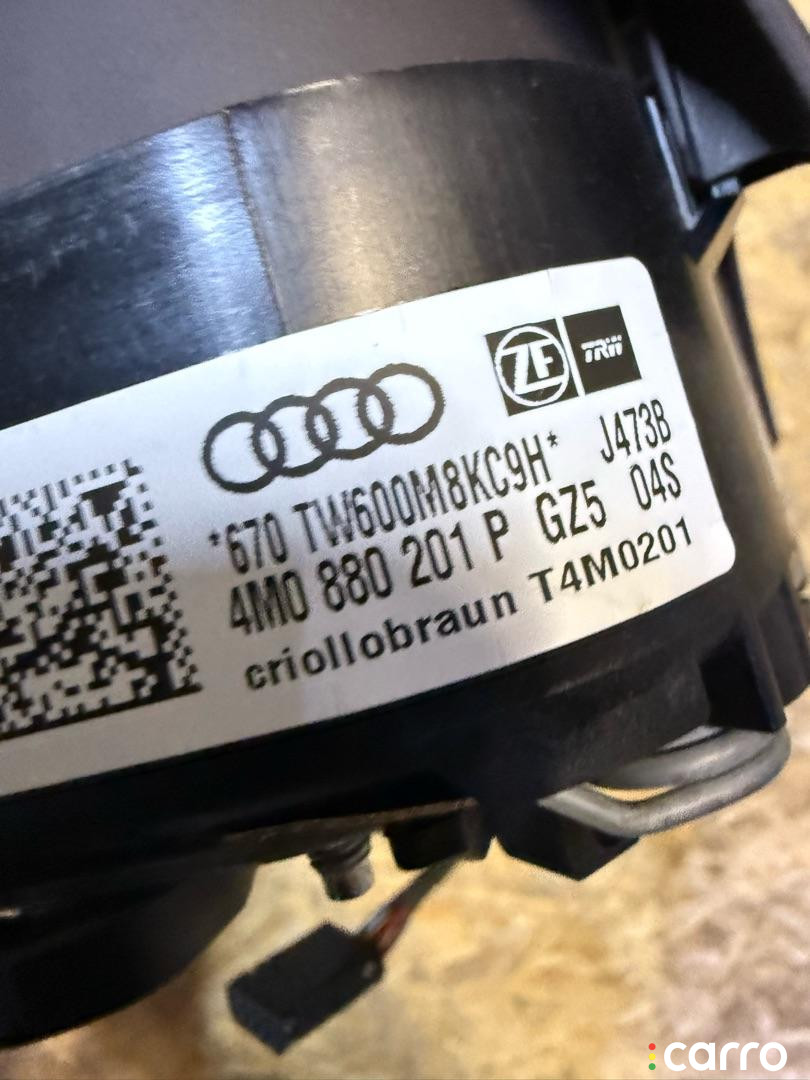 ZF TRW
*670 TW600M8KC9H* J473B
4M0 880 201 P GZ5 04S
criollobraun T4M0201
carro